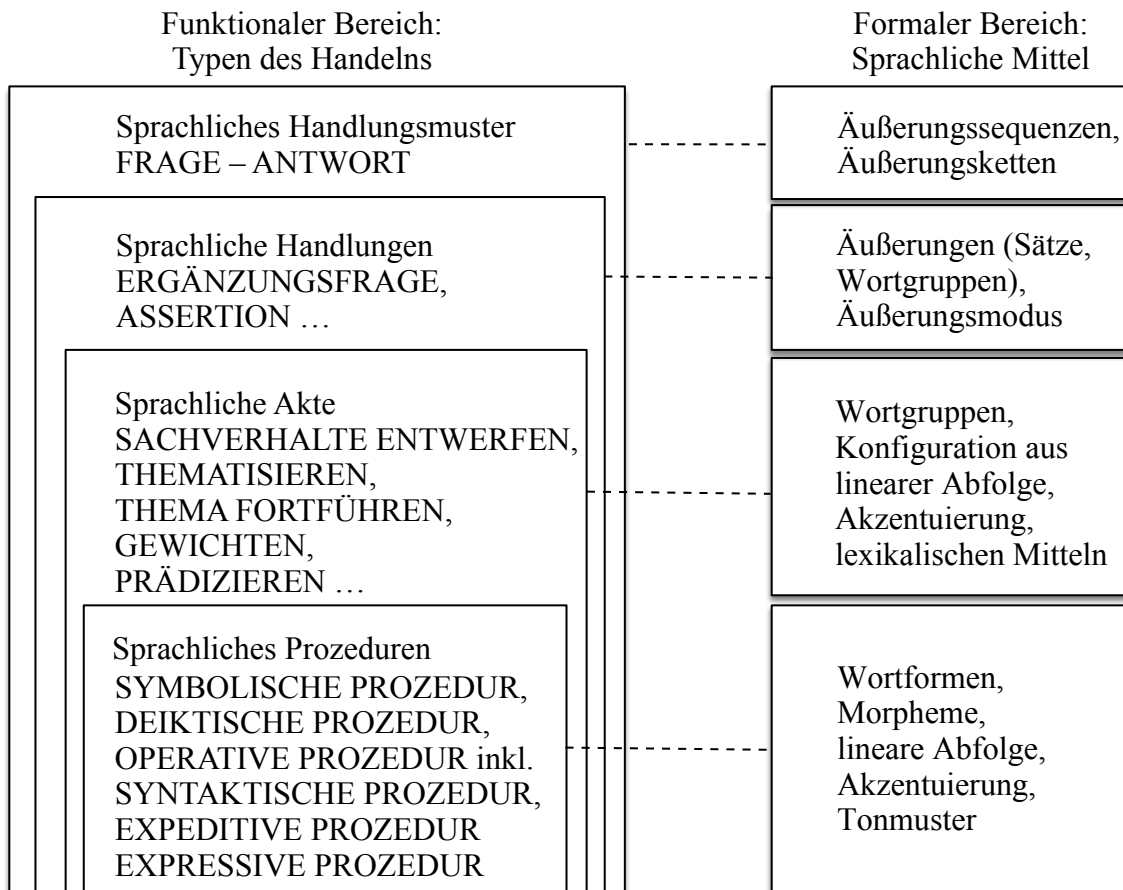 Funktionaler Bereich:
Typen des Handelns
Formaler Bereich:
Sprachliche Mittel
Sprachliches Handlungsmuster
FRAGE – ANTWORT
Äußerungssequenzen,
Äußerungsketten
Sprachliche Handlungen
ERGÄNZUNGSFRAGE,
ASSERTION …
Äußerungen (Sätze,
Wortgruppen),
Äußerungsmodus
Sprachliche Akte
SACHVERHALTE ENTWERFEN,
THEMATISIEREN,
THEMA FORTFÜHREN,
GEWICHTEN,
PRÄDIZIEREN …
Wortgruppen,
Konfiguration aus
linearer Abfolge,
Akzentuierung,
lexikalischen Mitteln
Sprachliches Prozeduren
SYMBOLISCHE PROZEDUR,
DEIKTISCHE PROZEDUR,
OPERATIVE PROZEDUR inkl.
SYNTAKTISCHE PROZEDUR,
EXPEDITIVE PROZEDUR
EXPRESSIVE PROZEDUR
Wortformen,
Morpheme,
lineare Abfolge,
Akzentuierung,
Tonmuster